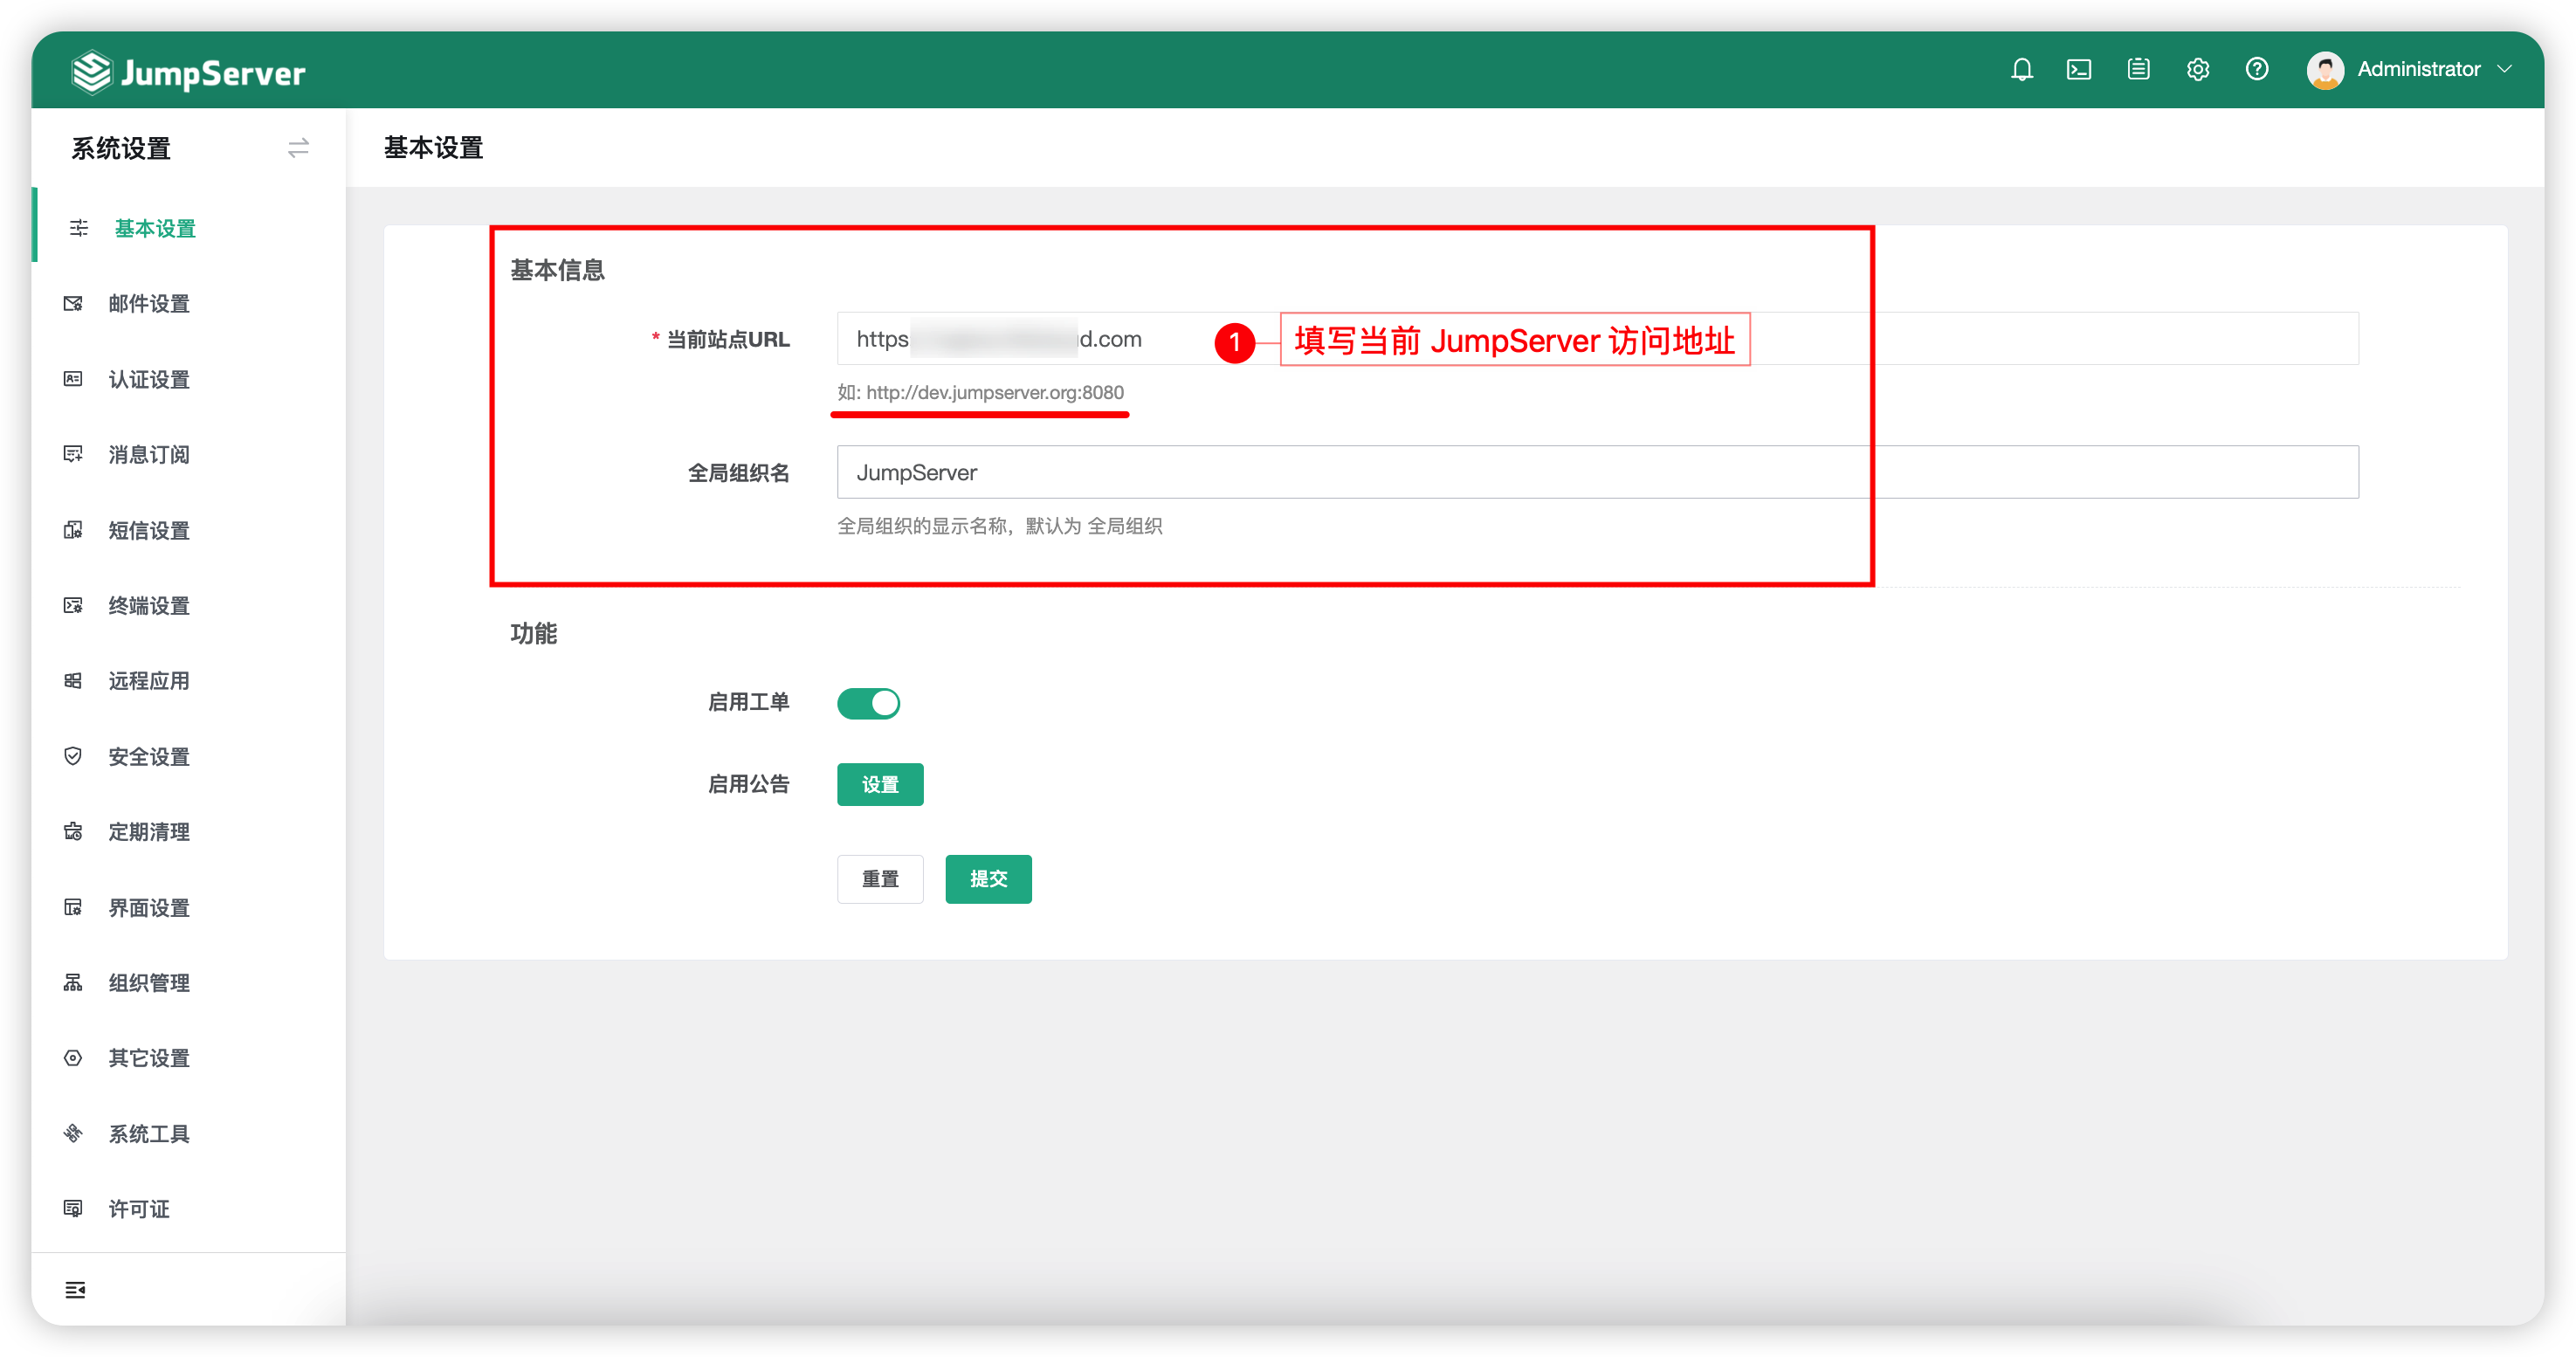 JumpServer
Administrator
系统设置
基本设置
基本设置
邮件设置
认证设置
消息订阅
短信设置
终端设置
远程应用
安全设置
定期清理
界面设置
组织管理
其它设置
系统工具
许可证
基本信息
* 当前站点URL
https d.com
1 填写当前 JumpServer 访问地址
如: http://dev.jumpserver.org:8080
全局组织名
JumpServer
全局组织的显示名称，默认为 全局组织
功能
启用工单
启用公告
设置
重置
提交